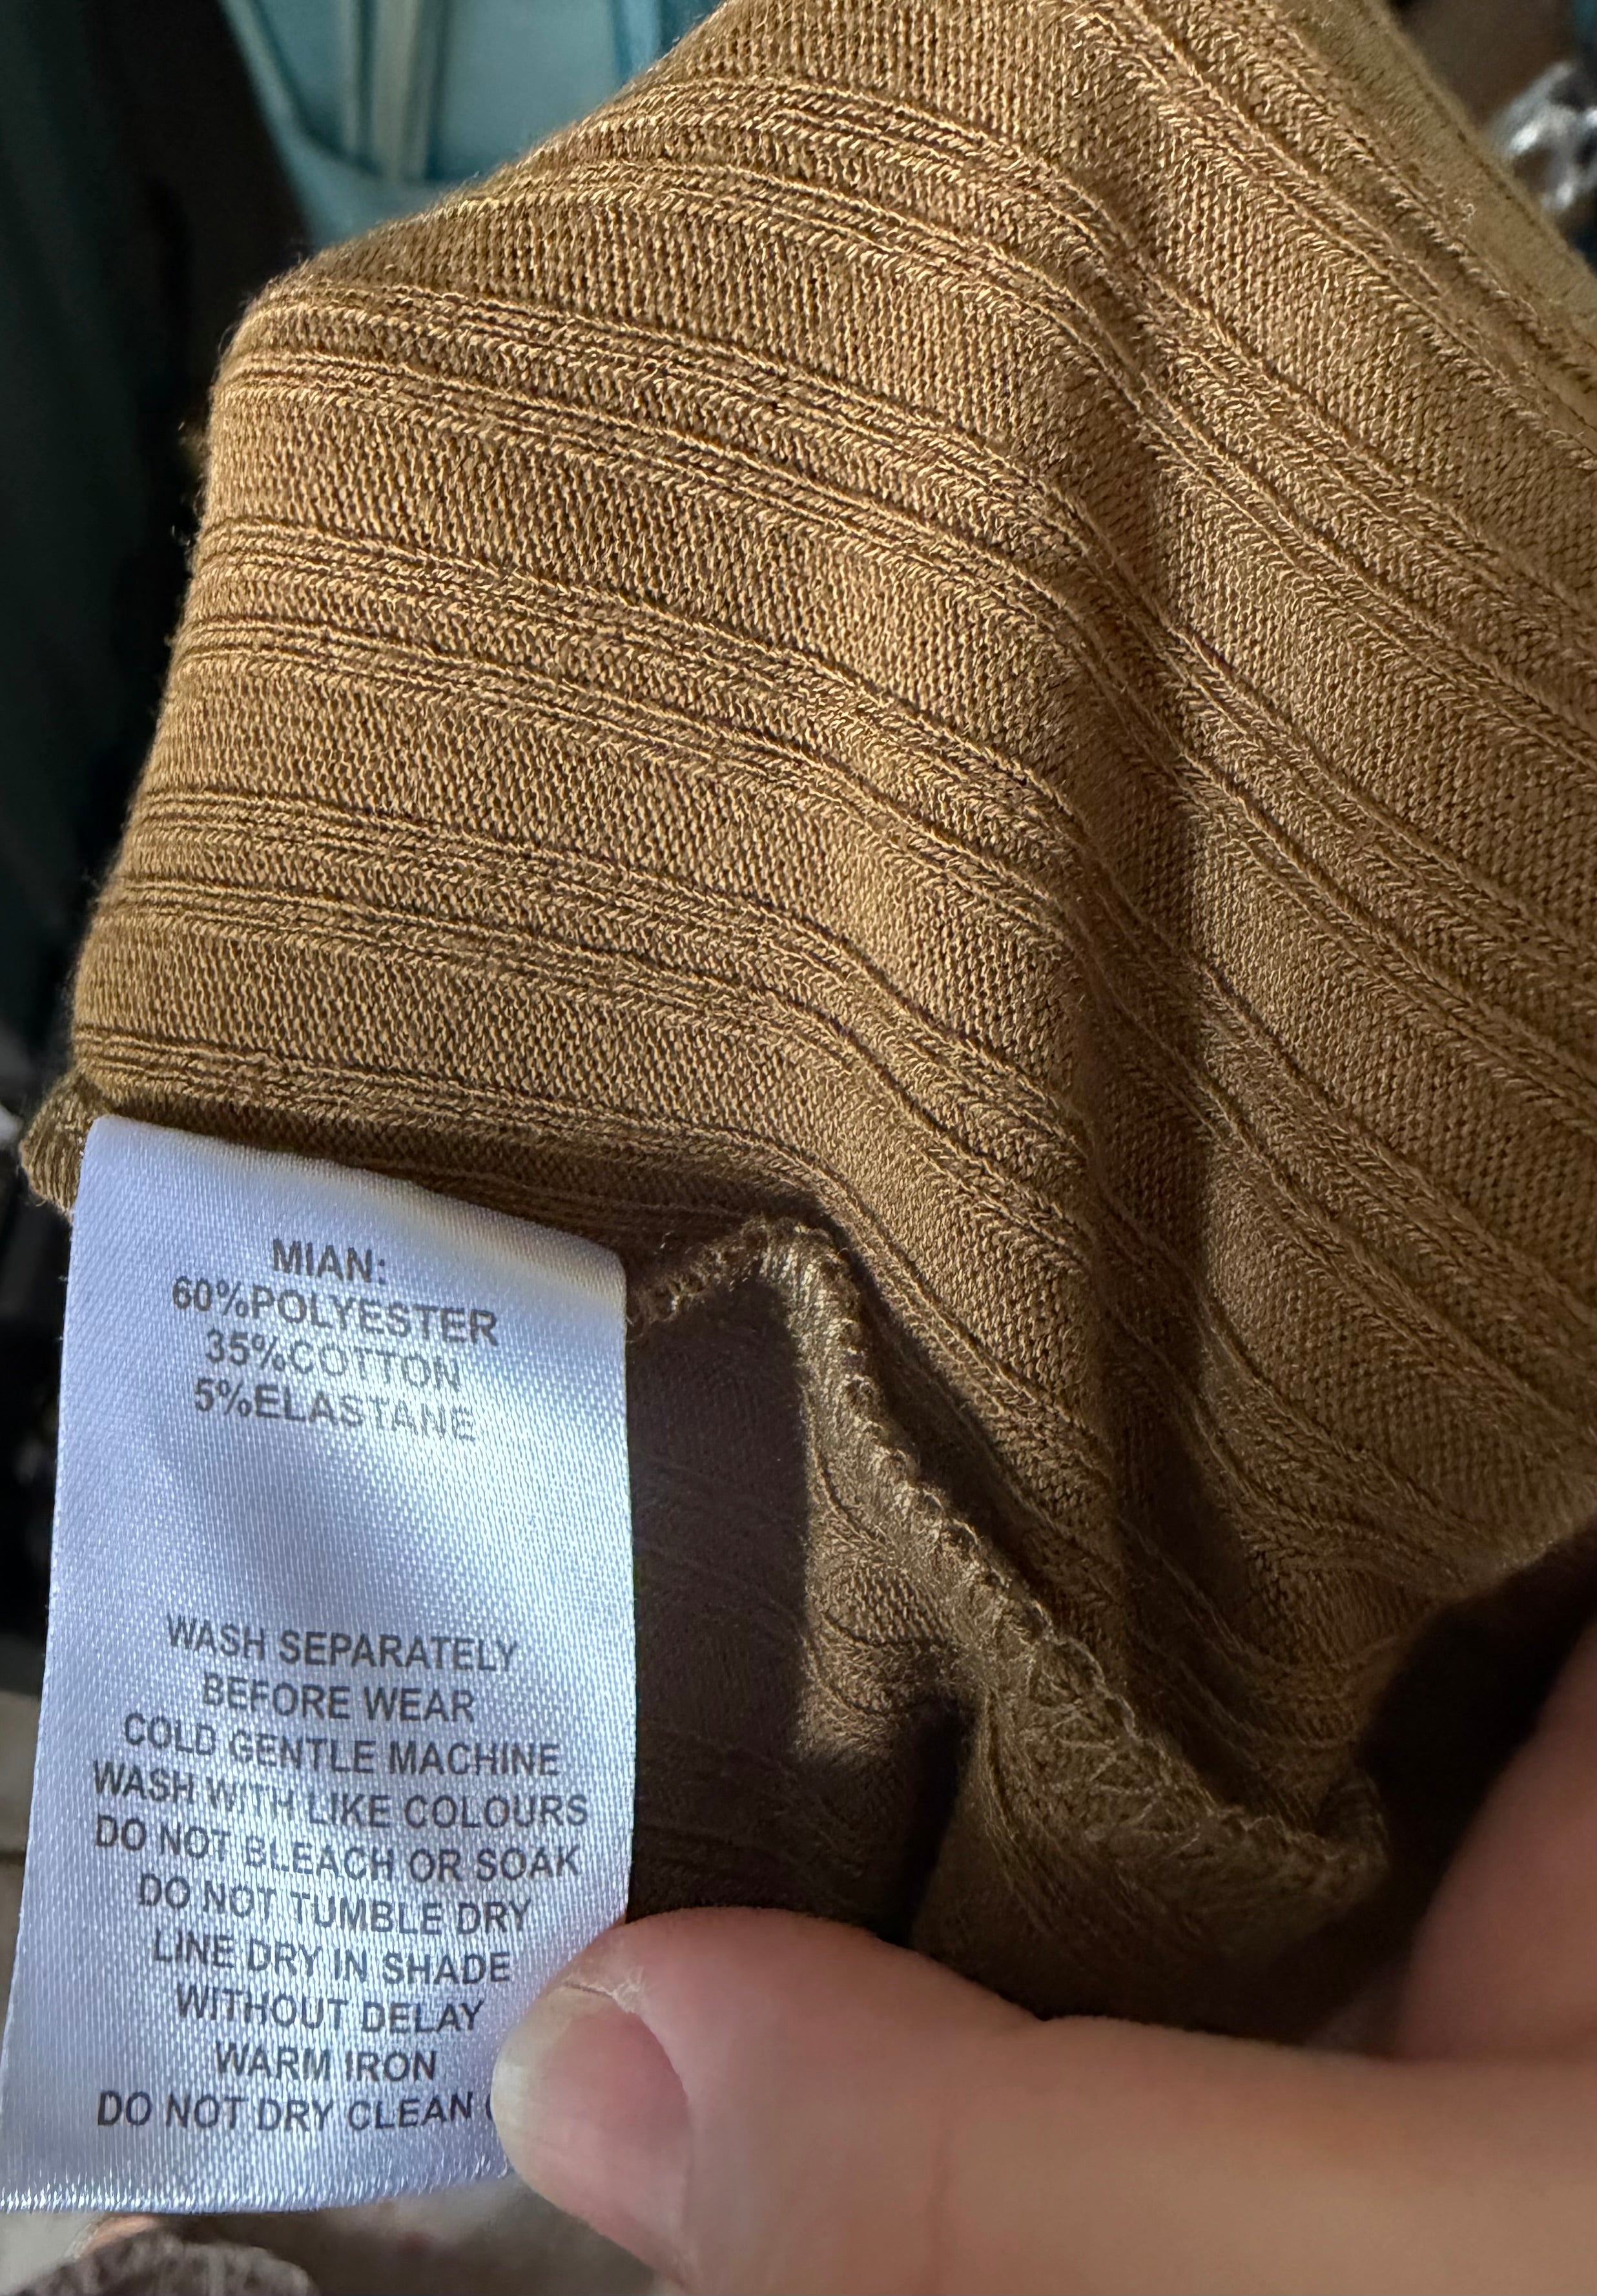 MIAN:
60%POLYESTER
35%COTTON
5%ELASTANE
WASH SEPARATELY
BEFORE WEAR
COLD GENTLE MACHINE
WASH WITH LIKE COLOURS
DO NOT BLEACH OR SOAK
DO NOT TUMBLE DRY
LINE DRY IN SHADE
WITHOUT DELAY
WARM IRON
DO NOT DRY CLEAN